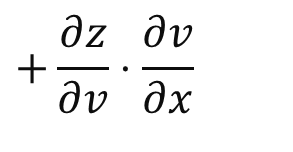 + ∂z/∂v · ∂v/∂x